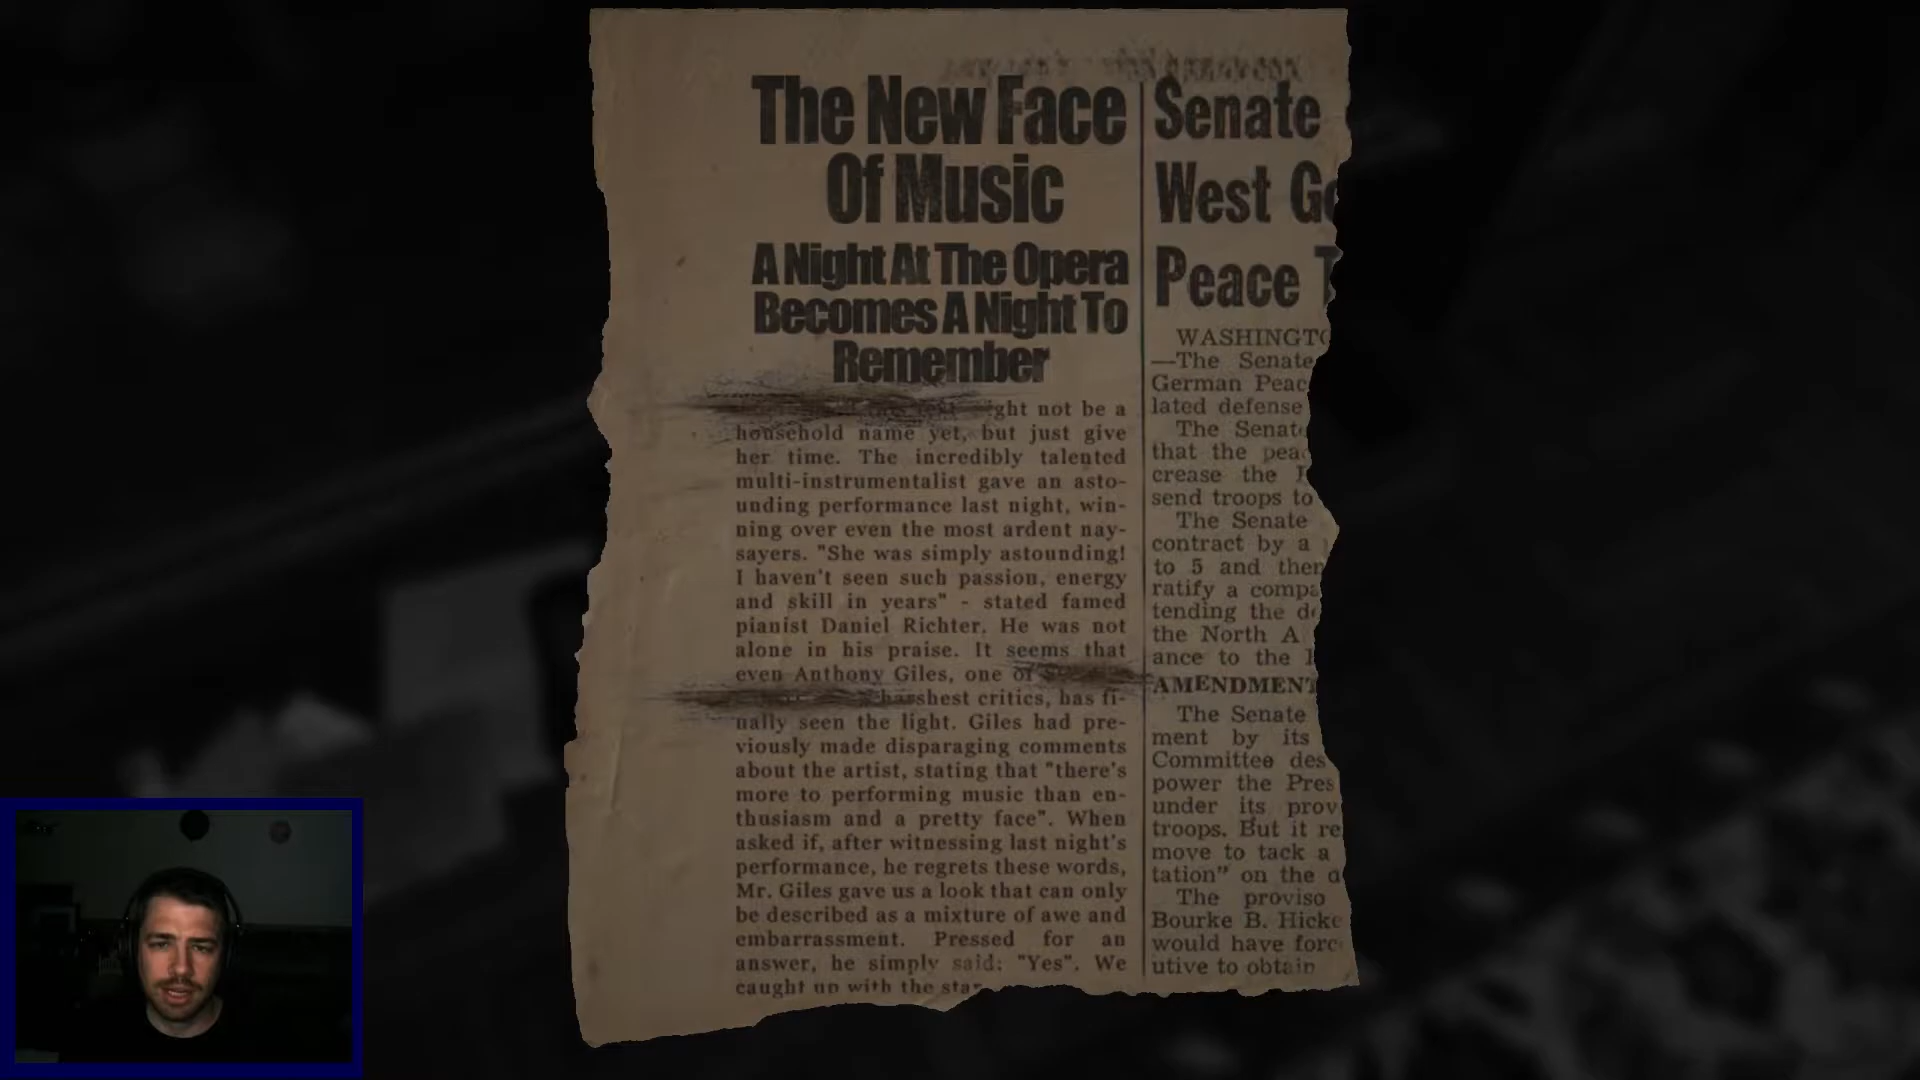 The New Face
Of Music
A Night At The Opera
Becomes A Night To
Remember
not be a
household name yet, but just give
her time. The incredibly talented
multi-instrumentalist gave an asto-
unding performance last night, win-
ning over even the most ardent nay-
sayers. "She was simply astounding!
I haven't seen such passion, energy
and skill in years" - stated famed
pianist Daniel Richter. He was not
alone in his praise. It seems that
even Anthony Giles, one of
harshest critics, has fi-
nally seen the light. Giles had pre-
viously made disparaging comments
about the artist, stating that "there's
more to performing music than en-
thusiasm and a pretty face". When
asked if, after witnessing last night's
performance, he regrets these words,
Mr. Giles gave us a look that can only
be described as a mixture of awe and
embarrassment. Pressed for an
answer, he simply said: "Yes". We
caught up with the star
Senate
West Ge
Peace T
WASHINGTO
—The Senate
German Peac
lated defense
The Senat
that the peac
crease the
send troops to
The Senate
contract by a
to 5 and then
ratify a compa
tending the de
the North A
ance to the
AMENDMENT
The Senate
ment by its
Committee des
power the Pres
under its prov
troops. But it re
move to tack a
tation" on the a
The proviso
Bourke B. Hicke
would have forc
utive to obtain